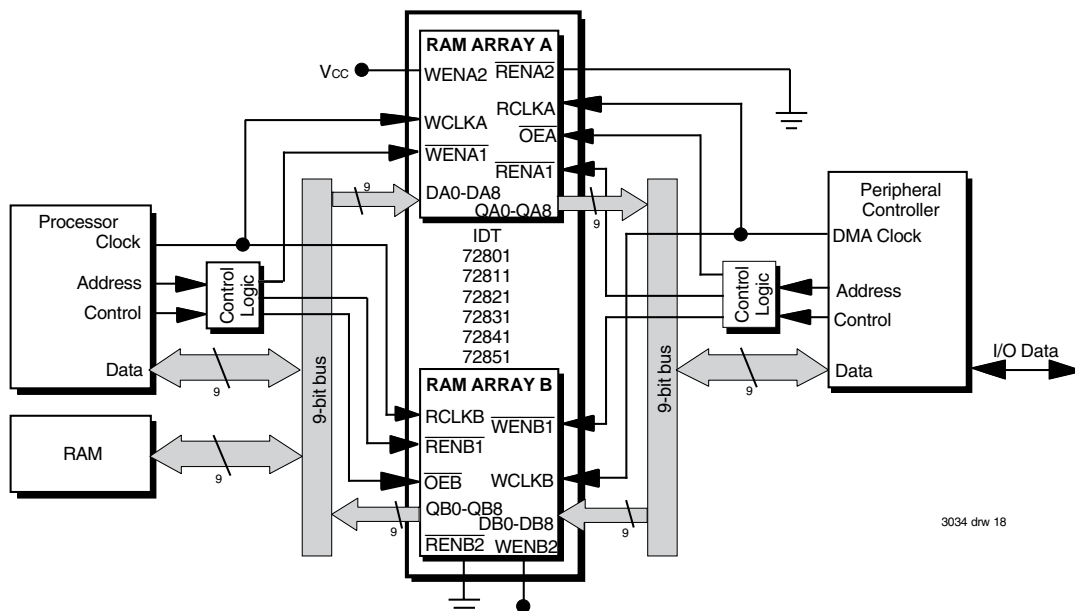 RAM ARRAY A
VCC
WENA2
RENA2
RCLKA
WCLKA
OEA
WENA1
RENA1
9
DA0-DA8
QA0-QA8
9
Processor
Clock
Address
Control
Data
9
Control
Logic
9-bit bus
IDT
72801
72811
72821
72831
72841
72851
9-bit bus
Peripheral
Controller
DMA Clock
Address
Control
Data
Control
Logic
9
I/O Data
RAM
9
RAM ARRAY B
RCLKB
WENB1
RENB1
OEB
WCLKB
QB0-QB8
DB0-DB8
9
9
RENB2
WENB2
3034 drw 18